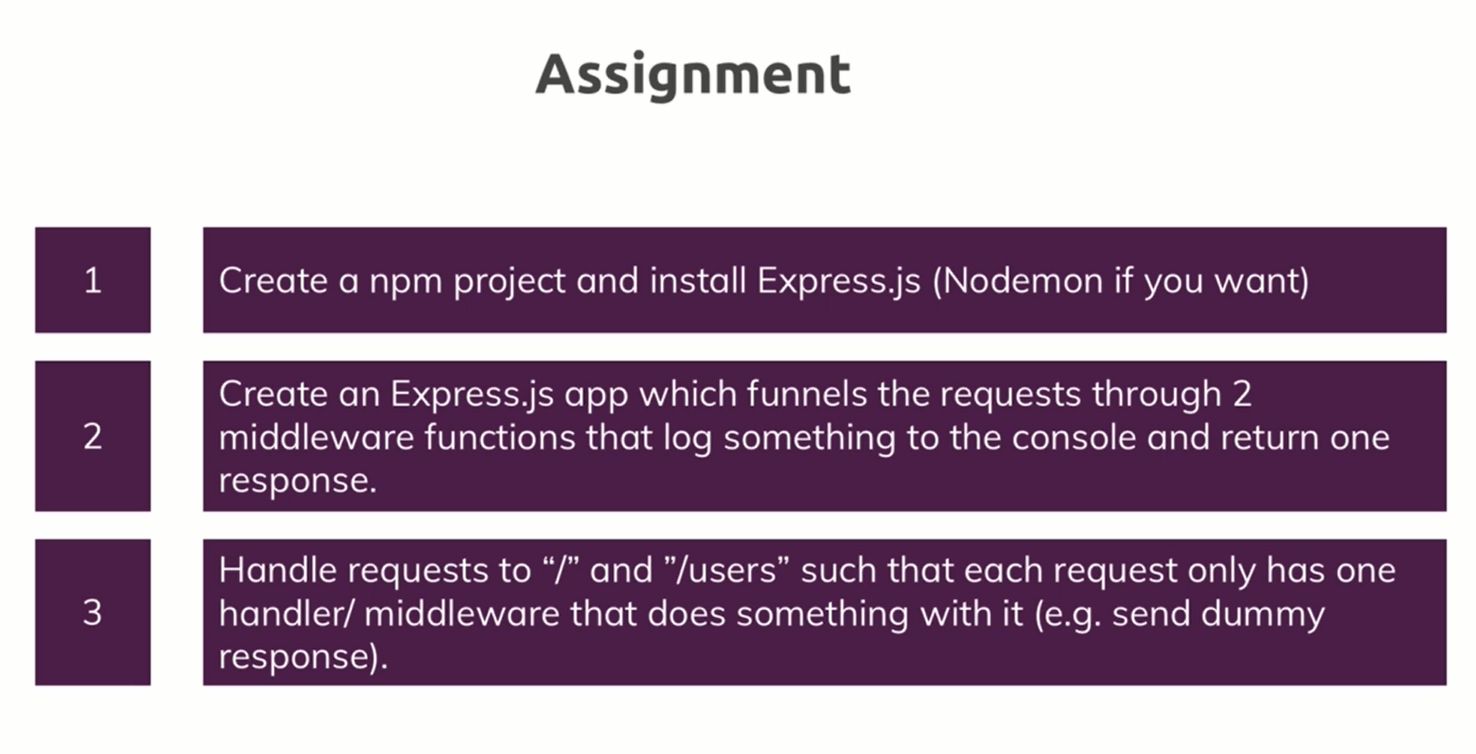 Assignment
1
Create a npm project and install Express.js (Nodemon if you want)
2
Create an Express.js app which funnels the requests through 2
middleware functions that log something to the console and return one
response.
3
Handle requests to “/” and ”/users” such that each request only has one
handler/ middleware that does something with it (e.g. send dummy
response).